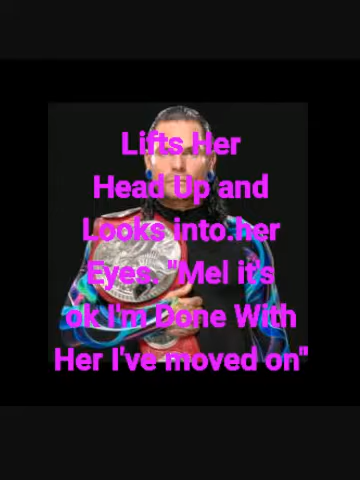 Lifts Her
Head Up and
Looks into.her
Eyes. "Mel it's
ok I'm Done With
Her I've moved on"